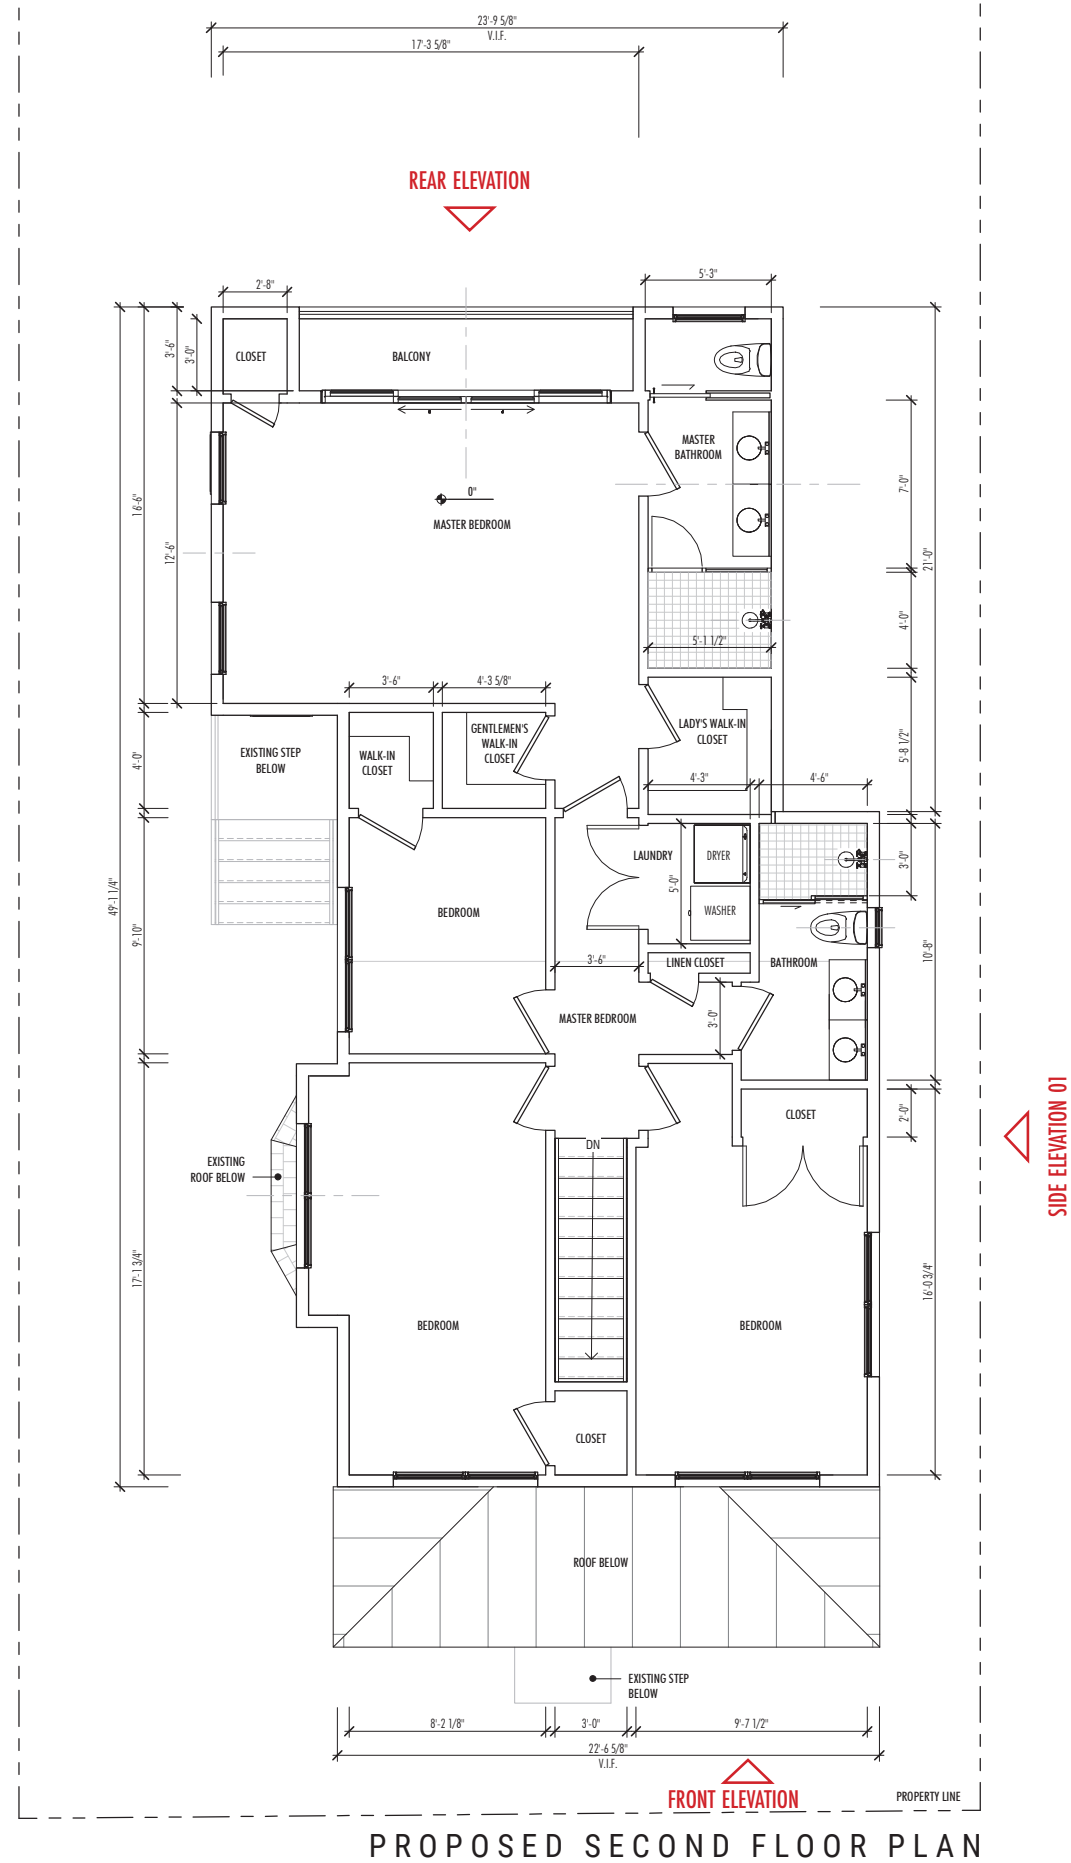 23'-9 5/8"
V.I.F.
17'-3 5/8"
REAR ELEVATION
5'-3"
2'-8"
3'-6"
3'-0"
CLOSET
BALCONY
MASTER
BATHROOM
7'-0"
16'-6"
0"
MASTER BEDROOM
12'-6"
21'-0"
4'-0"
5'-1 1/2"
3'-6"
4'-3 5/8"
EXISTING STEP
BELOW
WALK-IN
CLOSET
GENTLEMEN'S
WALK-IN
CLOSET
LADY'S WALK-IN
CLOSET
5'-8 1/2"
4'-0"
4'-3"
4'-6"
LAUNDRY
DRYER
3'-0"
5'-0"
49'-1 1/4"
WASHER
BEDROOM
9'-10"
3'-6"
LINEN CLOSET
BATHROOM
10'-8"
MASTER BEDROOM
3'-0"
CLOSET
2'-0"
DN
EXISTING
ROOF BELOW
SIDE ELEVATION 01
17'-1 3/4"
16'-0 3/4"
BEDROOM
BEDROOM
CLOSET
ROOF BELOW
EXISTING STEP
BELOW
8'-2 1/8"
3'-0"
9'-7 1/2"
22'-6 5/8"
V.I.F.
FRONT ELEVATION
PROPERTY LINE
PROPOSED SECOND FLOOR PLAN